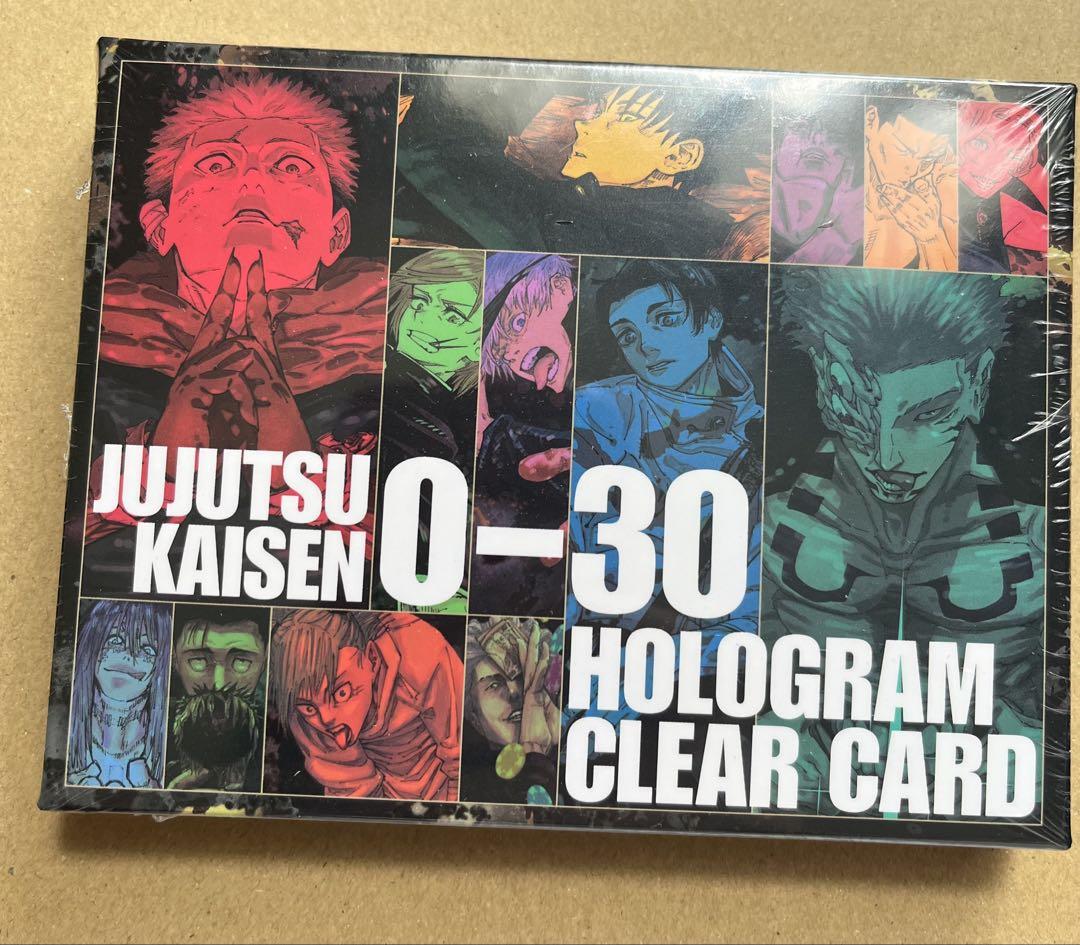 JUJUTSU
KAISEN
0-30
HOLOGRAM
CLEAR CARD